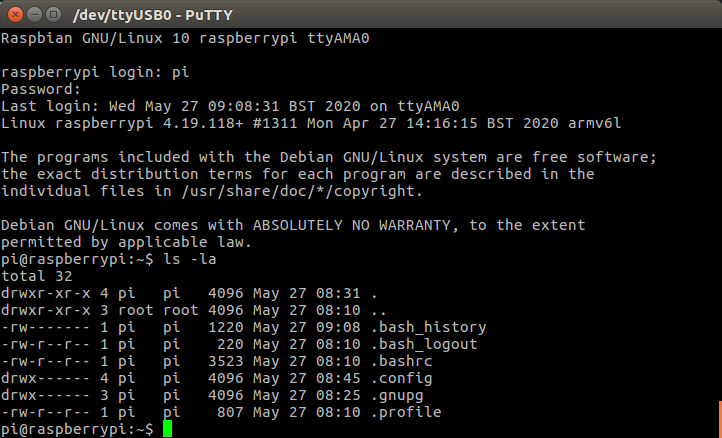 /dev/ttyUSB0 - PuTTY
Raspbian GNU/Linux 10 raspberrypi ttyAMA0
raspberrypi login: pi
Password:
Last login: Wed May 27 09:08:31 BST 2020 on ttyAMA0
Linux raspberrypi 4.19.118+ #1311 Mon Apr 27 14:16:15 BST 2020 armv6l
The programs included with the Debian GNU/Linux system are free software;
the exact distribution terms for each program are described in the
individual files in /usr/share/doc/*/copyright.
Debian GNU/Linux comes with ABSOLUTELY NO WARRANTY, to the extent
permitted by applicable law.
pi@raspberrypi:~$ ls -la
total 32
drwxr-xr-x 4 pi   pi   4096 May 27 08:31 .
drwxr-xr-x 3 root root 4096 May 27 08:10 ..
-rw------- 1 pi   pi   1220 May 27 09:08 .bash_history
-rw-r--r-- 1 pi   pi    220 May 27 08:10 .bash_logout
-rw-r--r-- 1 pi   pi   3523 May 27 08:10 .bashrc
drwx------ 4 pi   pi   4096 May 27 08:45 .config
drwx------ 3 pi   pi   4096 May 27 08:25 .gnupg
-rw-r--r-- 1 pi   pi    807 May 27 08:10 .profile
pi@raspberrypi:~$